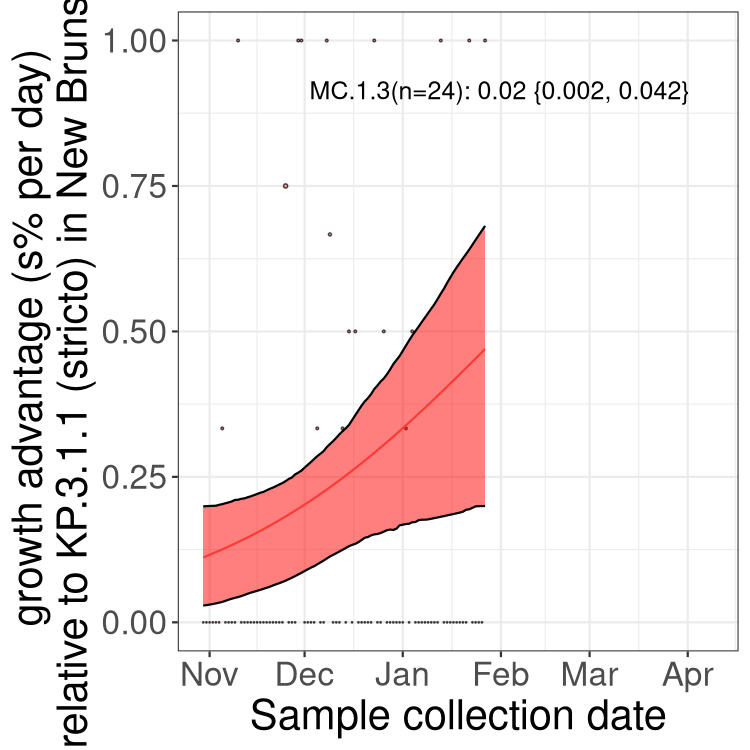 growth advantage (s% per day)
relative to KP.3.1.1 (stricto) in New Bruns
1.00
0.75
0.50
0.25
0.00
MC.1.3(n=24): 0.02 {0.002, 0.042}
Nov Dec Jan Feb Mar Apr
Sample collection date